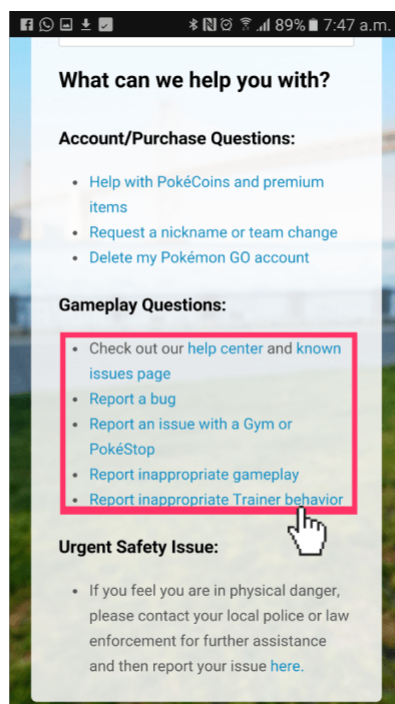 89% 7:47 a.m.
What can we help you with?
Account/Purchase Questions:
• Help with PokéCoins and premium
items
• Request a nickname or team change
• Delete my Pokémon GO account
Gameplay Questions:
• Check out our help center and known
issues page
• Report a bug
• Report an issue with a Gym or
PokéStop
• Report inappropriate gameplay
• Report inappropriate Trainer behavior
Urgent Safety Issue:
• If you feel you are in physical danger,
please contact your local police or law
enforcement for further assistance
and then report your issue here.